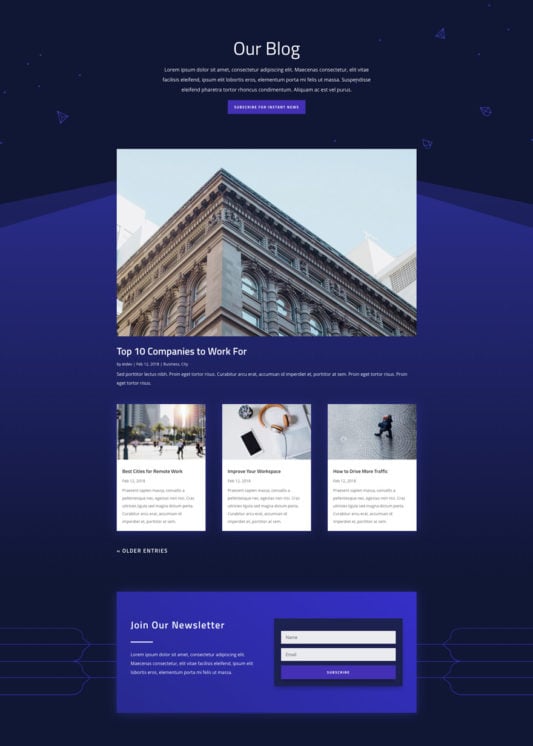 Our Blog
Lorem ipsum dolor sit amet, consectetur adipiscing elit. Maecenas consectetur, elit vitae
facilisis eleifend, ipsum elit lobortis eros, elementum porta mi est rutrum dolor. Suspendisse
eleifend pharetra tortor rhoncus condimentum. Aliquam ac est vel purus.
SUBSCRIBE FOR INSTANT NEWS
Top 10 Companies to Work For
| Feb 12, 2018 | Business, City
Sed porttitor lectus nibh. Proin eget tortor risus. Curabitur arcu erat, accumsan id imperdiet et, porttitor at sem. Proin eget tortor risus. Proin
eget tortor risus.
Best Cities for Remote Work
Feb 12, 2018
Praesent sapien massa, convallis a
pellentesque nec, egestas non nisi. Cras
ultricies ligula sed magna dictum porta.
Curabitur arcu erat, accumsan id
imperdiet et, porttitor at sem.
Improve Your Workspace
Feb 12, 2018
Praesent sapien massa, convallis a
pellentesque nec, egestas non nisi. Cras
ultricies ligula sed magna dictum porta.
Curabitur arcu erat, accumsan id
imperdiet et, porttitor at sem.
How to Drive More Traffic
Feb 12, 2018
Praesent sapien massa, convallis a
pellentesque nec, egestas non nisi. Cras
ultricies ligula sed magna dictum porta.
Curabitur arcu erat, accumsan id
imperdiet et, porttitor at sem.
« OLDER ENTRIES
Join Our Newsletter
Lorem ipsum dolor sit amet, consectetur adipiscing elit.
Maecenas consectetur, elit vitae facilisis eleifend, ipsum elit
lobortis eros, elementum porta mi est rutrum ut massa.
Name
Email
SUBSCRIBE